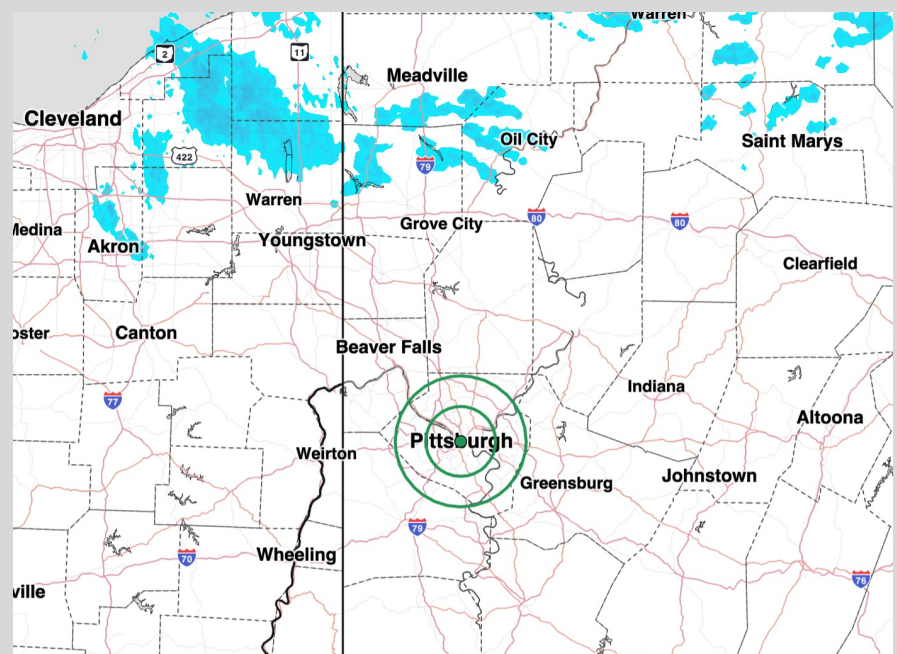 Warren
2
11
Meadville
Cleveland
Oil City
Saint Marys
422
79
Warren
80
80
Medina
Grove City
Akron
Youngstown
Clearfield
oster
Canton
Beaver Falls
Indiana
77
Altoona
Pittsburgh
Weirton
Johnstown
Greensburg
79
Wheeling
70
76
ville